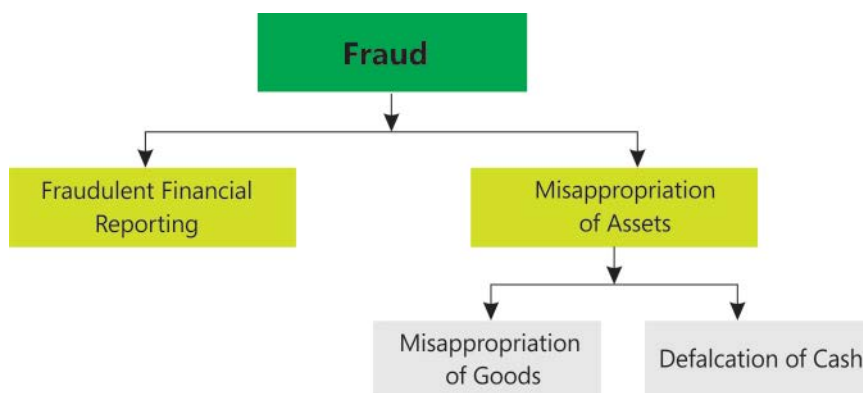 Fraud
Fraudulent Financial
Reporting
Misappropriation
of Assets
Misappropriation
of Goods
Defalcation of Cash